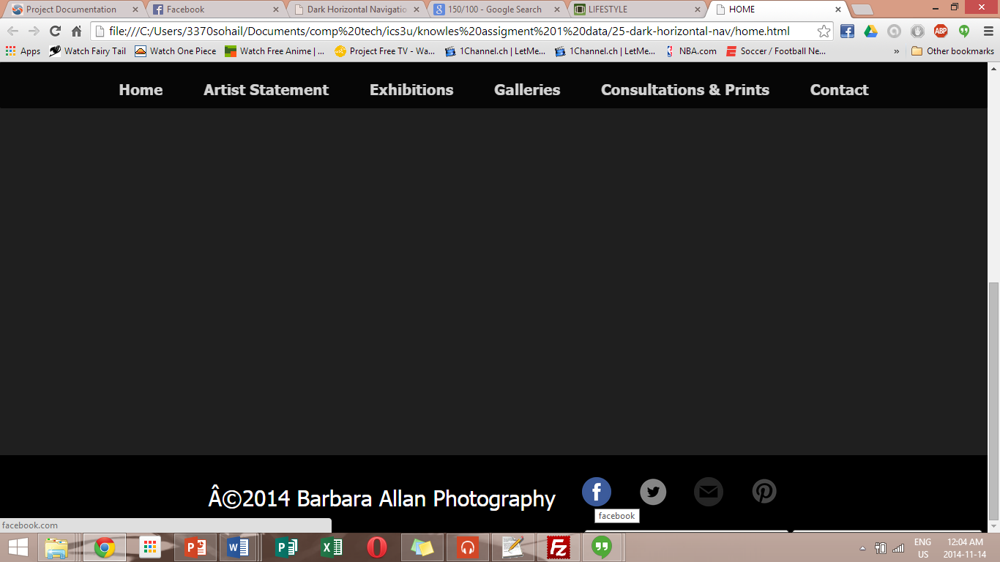 Project Documentation
Facebook
Dark Horizontal Navigatio
150/100 - Google Search
LIFESTYLE
HOME
file:///C:/Users/3370sohail/Documents/comp%20tech/ics3u/knowles%20assigment%201%20data/25-dark-horizontal-nav/home.html
Apps Watch Fairy Tail Watch One Piece Watch Free Anime | ... Project Free TV - Wa... 1Channel.ch | LetMe... 1Channel.ch | LetMe... NBA.com Soccer / Football Ne... » Other bookmarks
Home Artist Statement Exhibitions Galleries Consultations & Prints Contact
Â©2014 Barbara Allan Photography
facebook
facebook.com
ENG 12:04 AM
US 2014-11-14